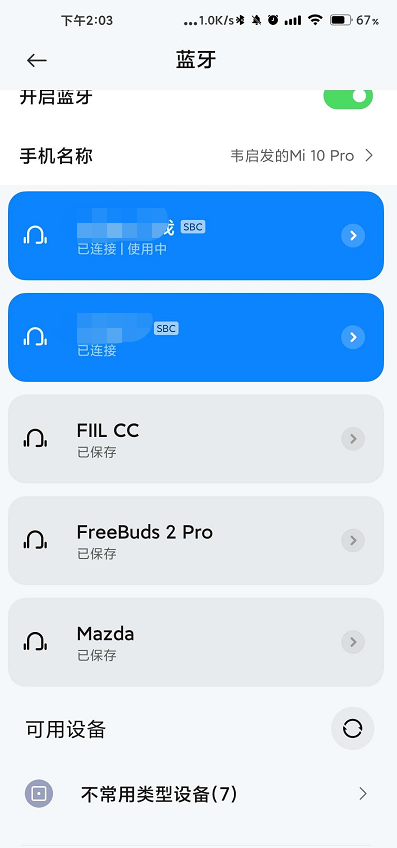 下午2:03
...1.0K/s
67%
蓝牙
开启蓝牙
手机名称
韦启发的Mi 10 Pro
SBC
已连接 | 使用中
SBC
已连接
FIIL CC
已保存
FreeBuds 2 Pro
已保存
Mazda
已保存
可用设备
不常用类型设备(7)